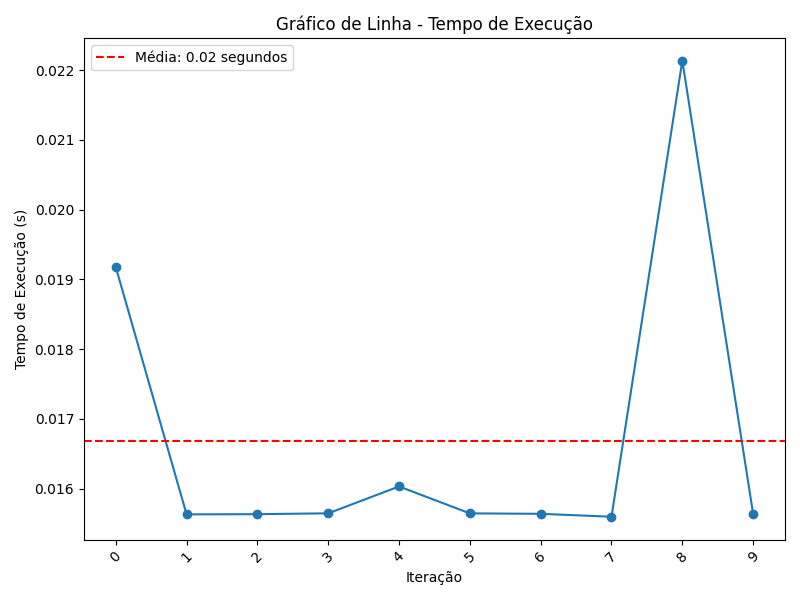 Gráfico de Linha - Tempo de Execução
Média: 0.02 segundos
0.022
0.021
0.020
0.019
0.018
0.017
0.016
Tempo de Execução (s)
0 1 2 3 4 5 6 7 8 9
Iteração